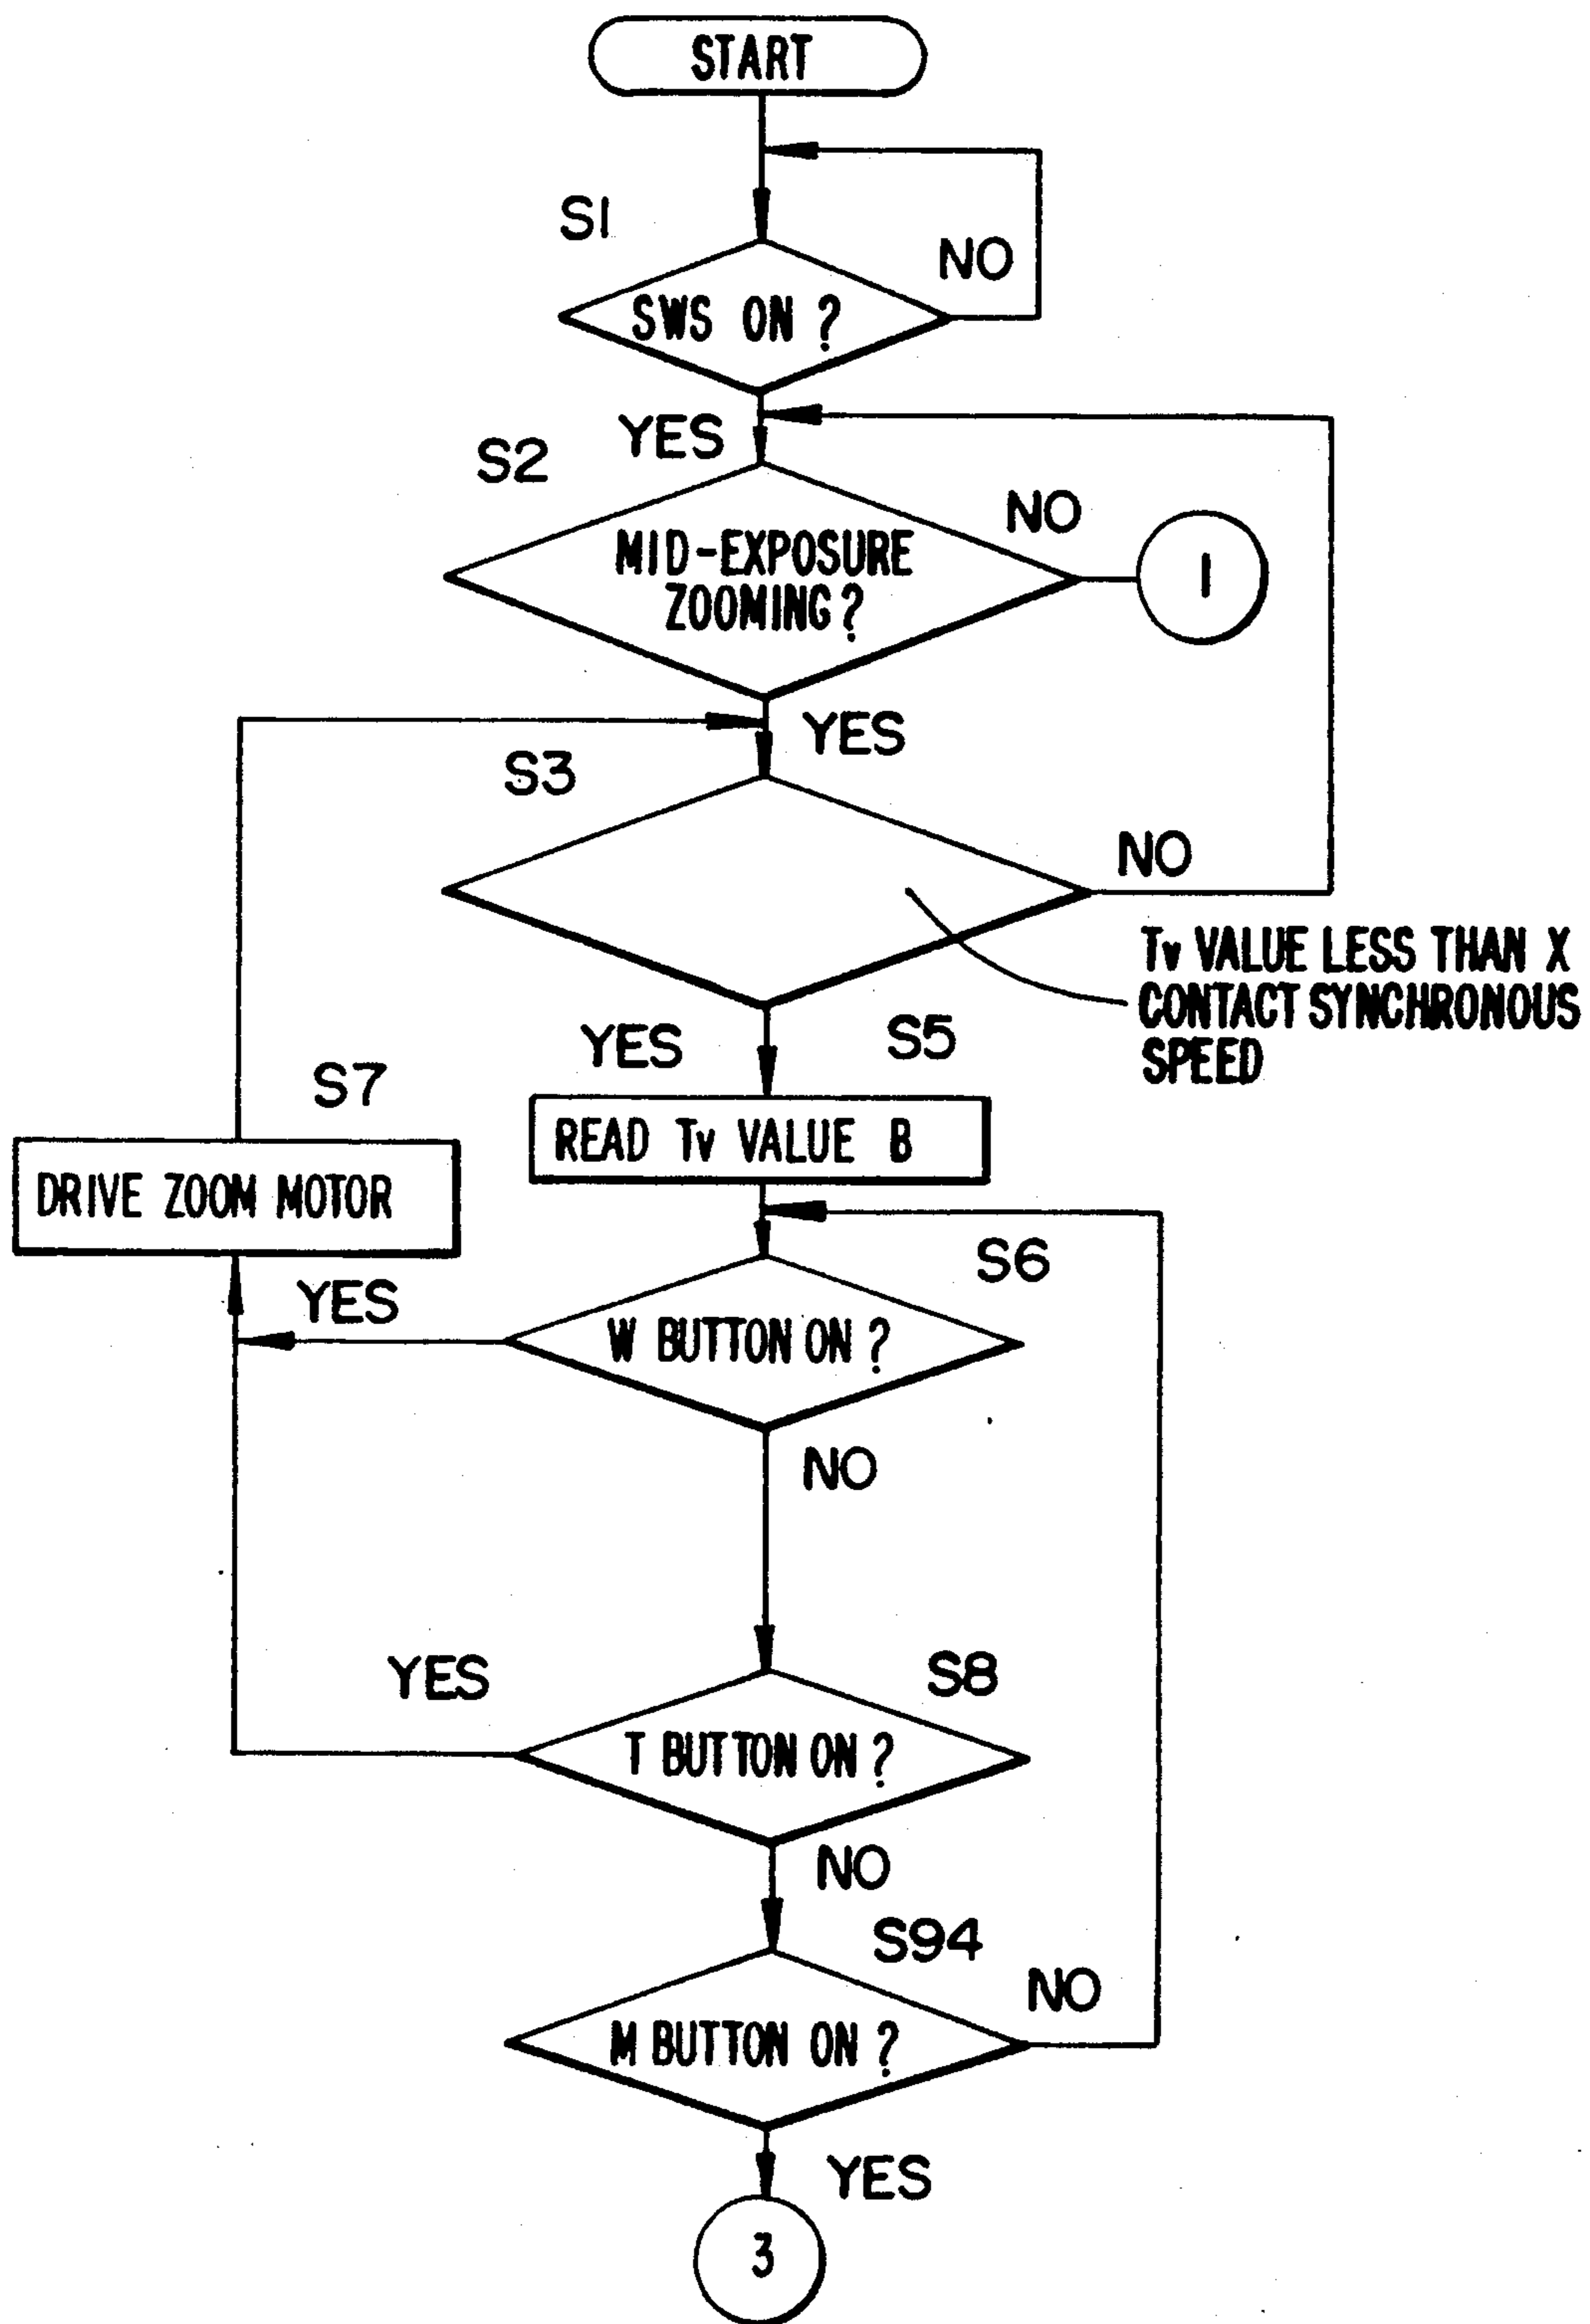 START
S1
NO
SWS ON ?
YES
S2
NO
MID-EXPOSURE
ZOOMING?
1
YES
S3
NO
Tv VALUE LESS THAN X
CONTACT SYNCHRONOUS
SPEED
YES
S5
S7
READ Tv VALUE B
DRIVE ZOOM MOTOR
S6
YES
W BUTTON ON ?
NO
YES
S8
T BUTTON ON ?
NO
S94
NO
M BUTTON ON ?
YES
3